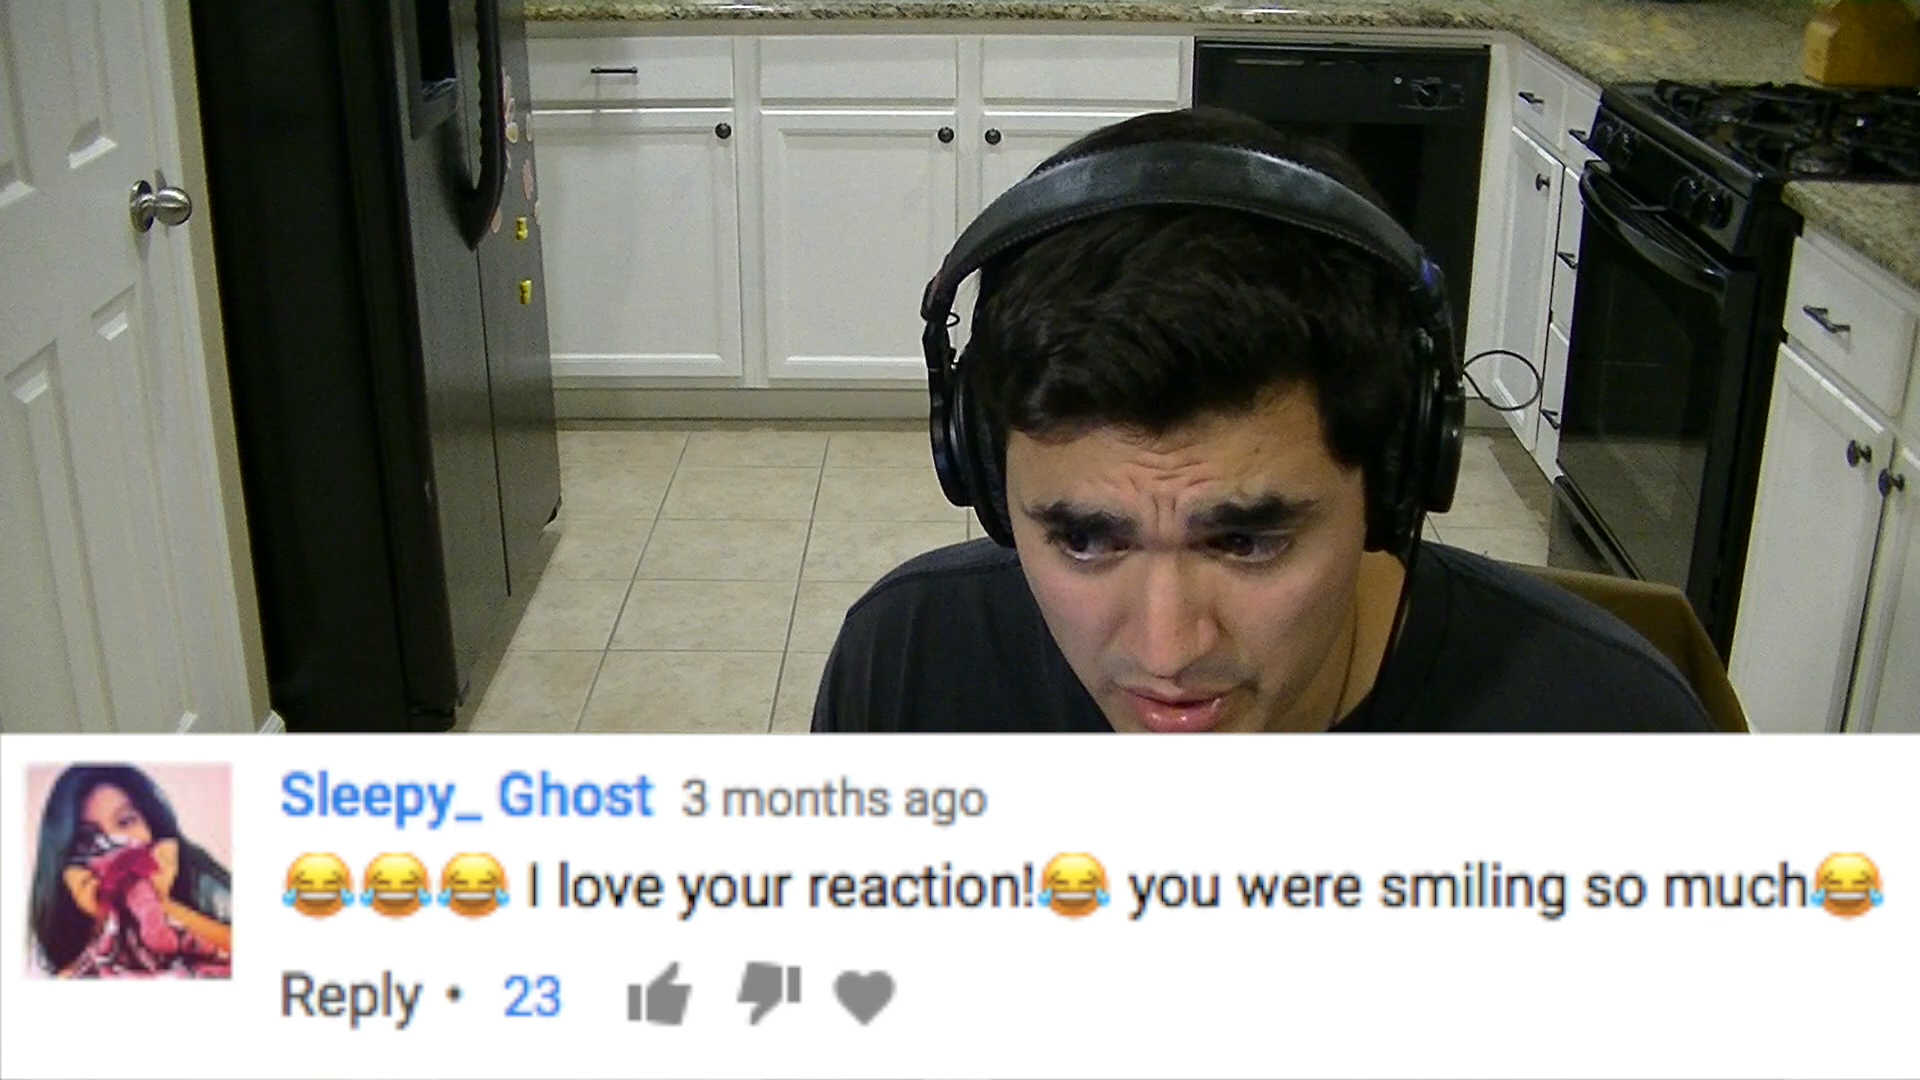 Sleepy_ Ghost 3 months ago
😂😂😂 I love your reaction!😂 you were smiling so much😂
Reply • 23